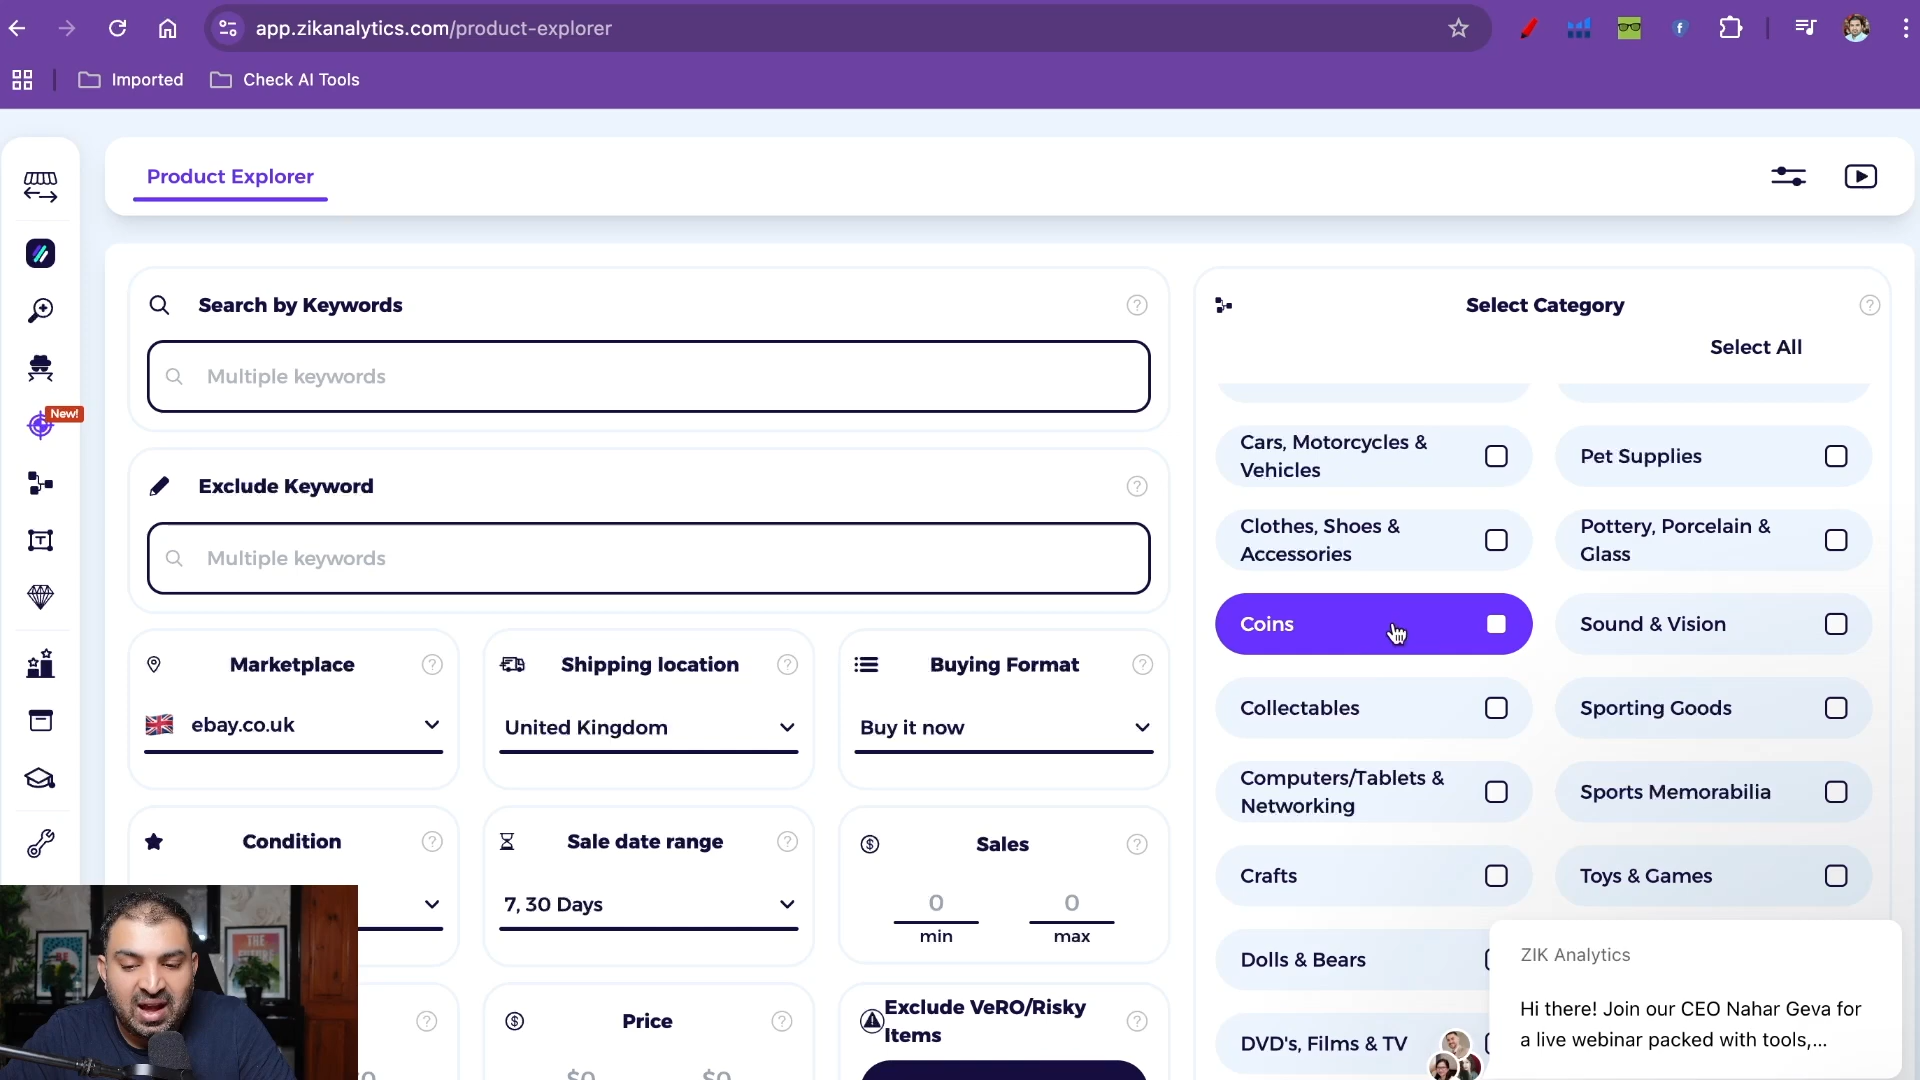 app.zikanalytics.com/product-explorer
Imported
Check AI Tools
Product Explorer
Search by Keywords
?
Multiple keywords
Exclude Keyword
?
Multiple keywords
Marketplace
?
ebay.co.uk
Shipping location
?
United Kingdom
Buying Format
?
Buy it now
Condition
?
Sale date range
?
7, 30 Days
Sales
?
0
min
0
max
?
Price
?
Exclude VeRO/Risky
Items
?
Select Category
?
Select All
Cars, Motorcycles &
Vehicles
Pet Supplies
Clothes, Shoes &
Accessories
Pottery, Porcelain &
Glass
Coins
Sound & Vision
Collectables
Sporting Goods
Computers/Tablets &
Networking
Sports Memorabilia
Crafts
Toys & Games
Dolls & Bears
DVD's, Films & TV
New!
THE
ZIK Analytics
Hi there! Join our CEO Nahar Geva for
a live webinar packed with tools,...